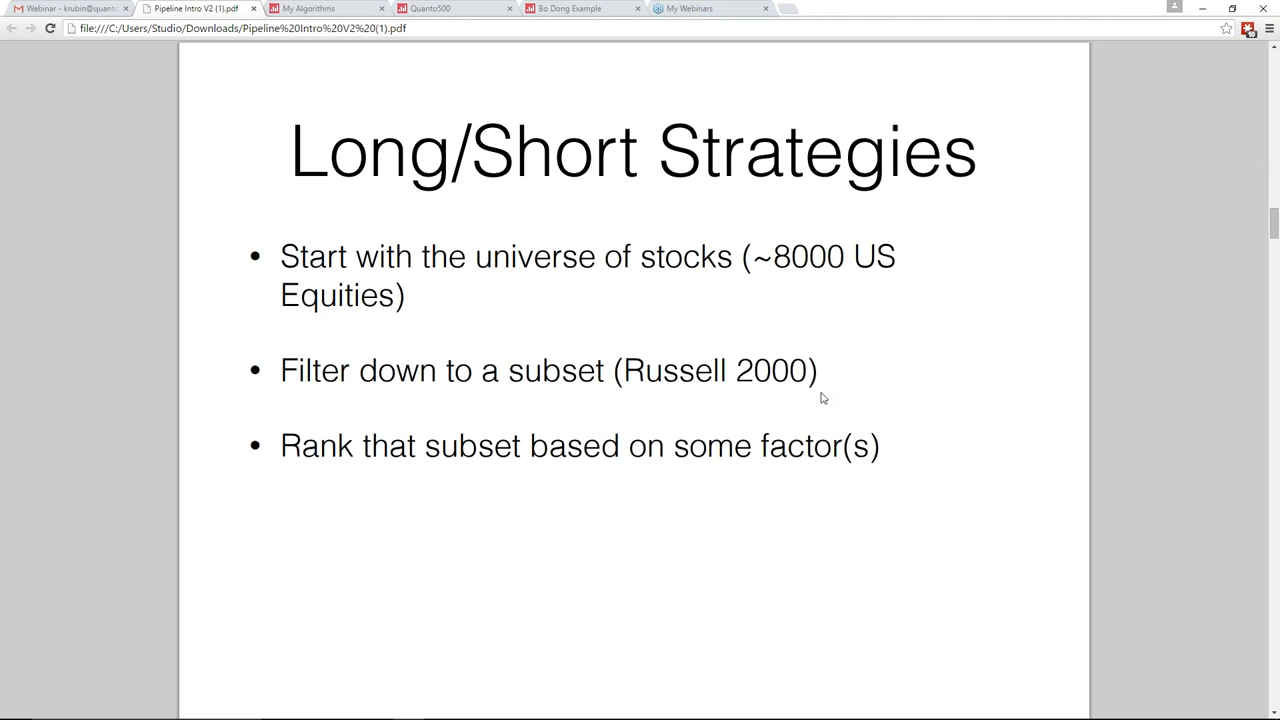 Webinar - krubin@quant
Pipeline Intro V2 (1).pdf
My Algorithms
Quanto500
Bo Dong Example
My Webinars
file:///C:/Users/Studio/Downloads/Pipeline%20Intro%20V2%20(1).pdf
Long/Short Strategies
• Start with the universe of stocks (~8000 US
Equities)
• Filter down to a subset (Russell 2000)
• Rank that subset based on some factor(s)